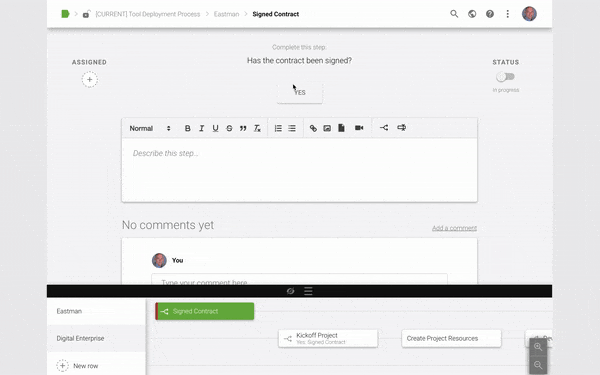 [CURRENT] Tool Deployment Process > Eastman > Signed Contract
Complete this step.
ASSIGNED
Has the contract been signed?
STATUS
YES
in progress
Normal
B I U S
Describe this step...
No comments yet
Add a comment
You
Type your comment here...
Eastman
Signed Contract
Digital Enterprise
Kickoff Project
Yes: Signed Contract
Create Project Resources
New row